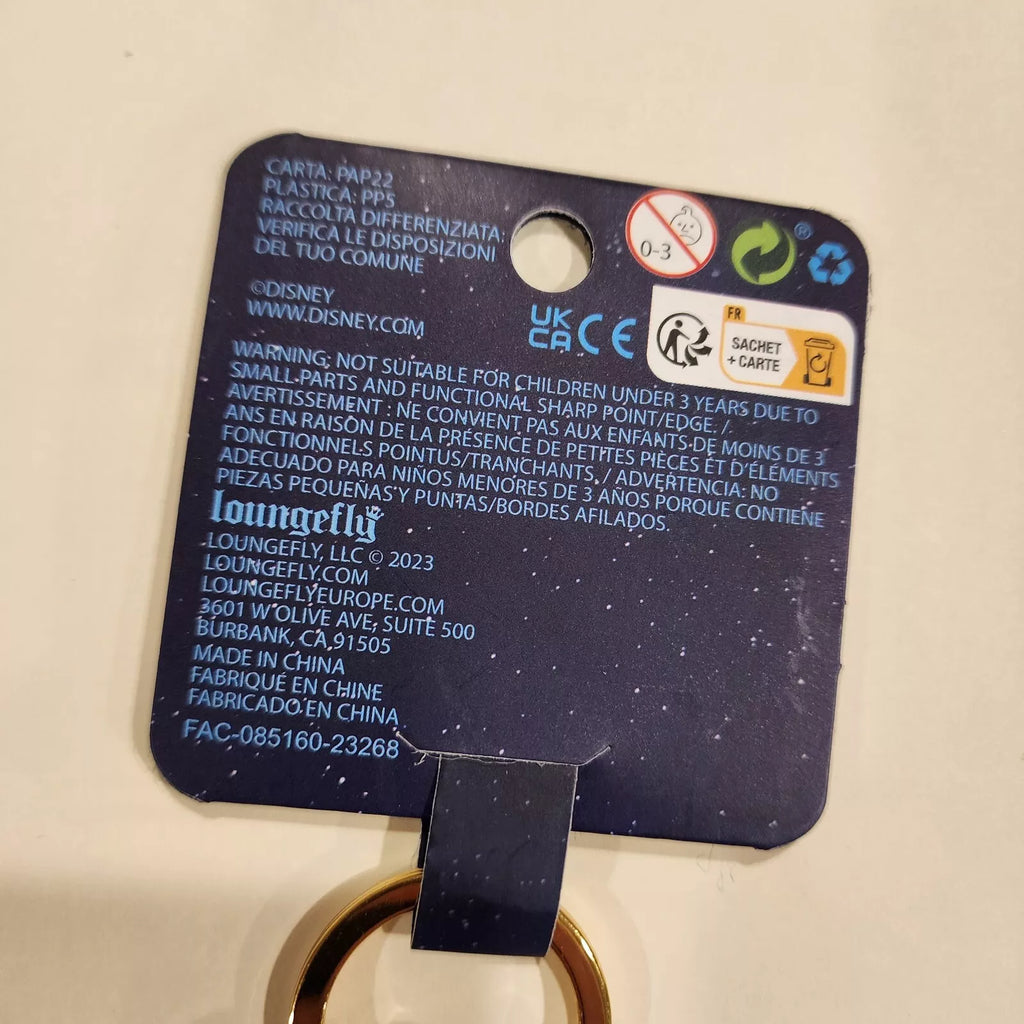 CARTA: PAP22
PLASTICA: PP5
RACCOLTA DIFFERENZIATA:
VERIFICA LE DISPOSIZIONI
DEL TUO COMUNE
0-3
®
©DISNEY
WWW.DISNEY.COM
UK
CA CE
FR
SACHET
+ CARTE
WARNING: NOT SUITABLE FOR CHILDREN UNDER 3 YEARS DUE TO
SMALL PARTS AND FUNCTIONAL SHARP POINT/EDGE. /
AVERTISSEMENT : NE CONVIENT PAS AUX ENFANTS DE MOINS DE 3
ANS EN RAISON DE LA PRÉSENCE DE PETITES PIÈCES ET D'ÉLÉMENTS
FONCTIONNELS POINTUS/TRANCHANTS. / ADVERTENCIA: NO
ADECUADO PARA NIÑOS MENORES DE 3 AÑOS PORQUE CONTIENE
PIEZAS PEQUEÑAS Y PUNTAS/BORDES AFILADOS.
loungefly
LOUNGEFLY, LLC © 2023
LOUNGEFLY.COM
LOUNGEFLYEUROPE.COM
3601 W OLIVE AVE, SUITE 500
BURBANK, CA, 91505
MADE IN CHINA
FABRIQUÉ EN CHINE
FABRICADO EN CHINA
FAC-085160-23268